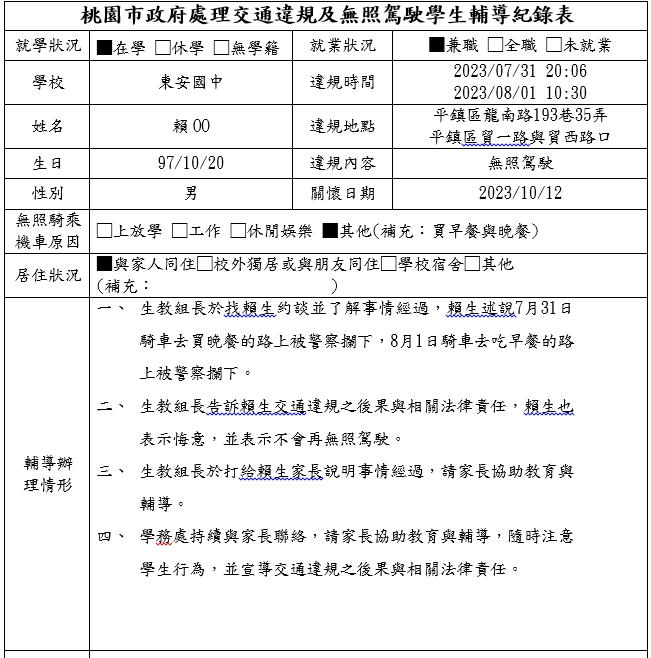 桃園市政府處理交通違規及無照駕駛學生輔導紀錄表
就學狀況 ■在學 □休學 □無學籍 就業狀況 ■兼職 □全職 □未就業
學校 東安國中 違規時間 2023/07/31 20:06
2023/08/01 10:30
姓名 賴 OO 違規地點 平鎮區龍南路193巷35弄
平鎮區貿一路與貿西路口
生日 97/10/20 違規內容 無照駕駛
性別 男 關懷日期 2023/10/12
無照騎乘
機車原因 □上放學 □工作 □休閒娛樂 ■其他(補充：買早餐與晚餐)
居住狀況 ■與家人同住□校外獨居或與朋友同住□學校宿舍□其他
(補充： )
輔導辦
理情形
一、 生教組長於找賴生約談並了解事情經過，賴生述說7月31日
騎車去買晚餐的路上被警察攔下，8月1日騎車去吃早餐的路
上被警察攔下。
二、 生教組長告訴賴生交通違規之後果與相關法律責任，賴生也
表示悔意，並表示不會再無照駕駛。
三、 生教組長於打給賴生家長說明事情經過，請家長協助教育與
輔導。
四、 學務處持續與家長聯絡，請家長協助教育與輔導，隨時注意
學生行為，並宣導交通違規之後果與相關法律責任。